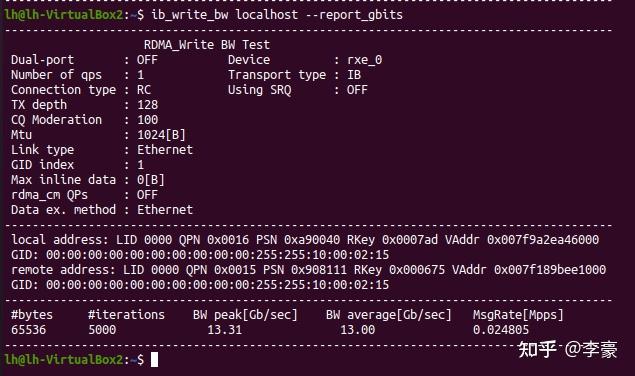 lh@lh-VirtualBox2:~$ ib_write_bw localhost --report_gbits
---------------------------------------------------------------------------------------
RDMA_Write BW Test
Dual-port : OFF Device : rxe_0
Number of qps : 1 Transport type : IB
Connection type : RC Using SRQ : OFF
TX depth : 128
CQ Moderation : 100
Mtu : 1024[B]
Link type : Ethernet
GID index : 1
Max inline data : 0[B]
rdma_cm QPs : OFF
Data ex. method : Ethernet
---------------------------------------------------------------------------------------
local address: LID 0000 QPN 0x0016 PSN 0xa90040 RKey 0x0007ad VAddr 0x007f9a2ea46000
GID: 00:00:00:00:00:00:00:00:00:00:255:255:10:00:02:15
remote address: LID 0000 QPN 0x0015 PSN 0x908111 RKey 0x000675 VAddr 0x007f189bee1000
GID: 00:00:00:00:00:00:00:00:00:00:255:255:10:00:02:15
---------------------------------------------------------------------------------------
#bytes #iterations BW peak[Gb/sec] BW average[Gb/sec] MsgRate[Mpps]
65536 5000 13.31 13.00 0.024805
---------------------------------------------------------------------------------------
lh@lh-VirtualBox2:~$
知乎 @李豪